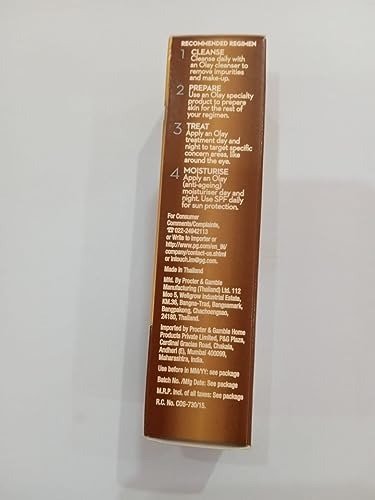 RECOMMENDED REGIMEN
1 CLEANSE
Cleanse daily with
an Olay cleanser to
remove impurities
and make-up.
2 PREPARE
Use an Olay specialty
product to prepare
skin for the rest of
your regimen.
3 TREAT
Apply an Olay
treatment day and
night to target specific
concern areas, like
around the eye.
4 MOISTURISE
Apply an Olay
(anti-ageing)
moisturiser day and
night. Use SPF daily
for sun protection.
For Consumer
Comments/Complaints,
☎022-24942113
or Write to Importer or
http://www.pg.com/en_IN/
company/contact-us.shtml
or intouch.im@pg.com
Made in Thailand
Mfd. By Procter & Gamble
Manufacturing (Thailand) Ltd. 112
Moo 5, Wellgrow Industrial Estate,
KM.36, Bangna-Trad, Bangsamark,
Bangpakong, Chachoengsao,
24180, Thailand.
Imported by Procter & Gamble Home
Products Private Limited, P&G Plaza,
Cardinal Gracias Road, Chakala,
Andheri (E), Mumbai 400099,
Maharashtra, India.
Use before in MM/YY: see package
Batch No. /Mfg Date: See package
M.R.P. Incl. of all taxes: See package
R.C. No. COS-730/15.